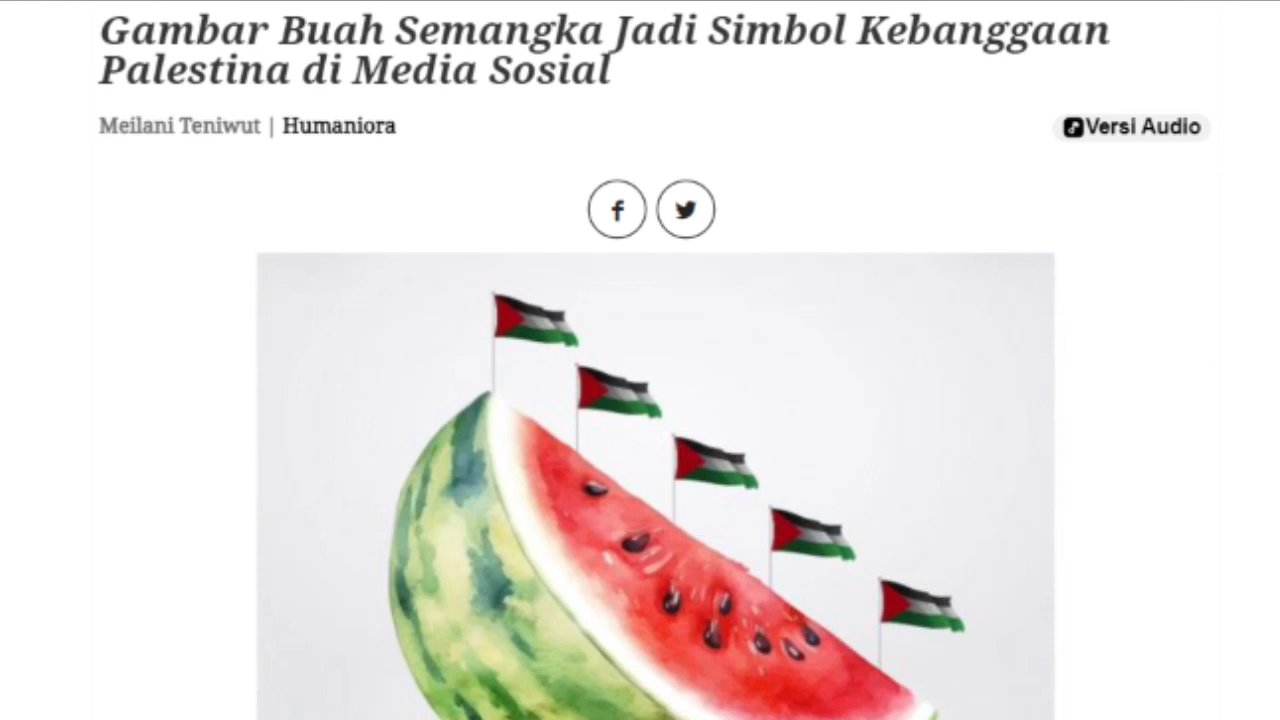 Gambar Buah Semangka Jadi Simbol Kebanggaan
Palestina di Media Sosial
Meilani Teniwut | Humaniora
Versi Audio